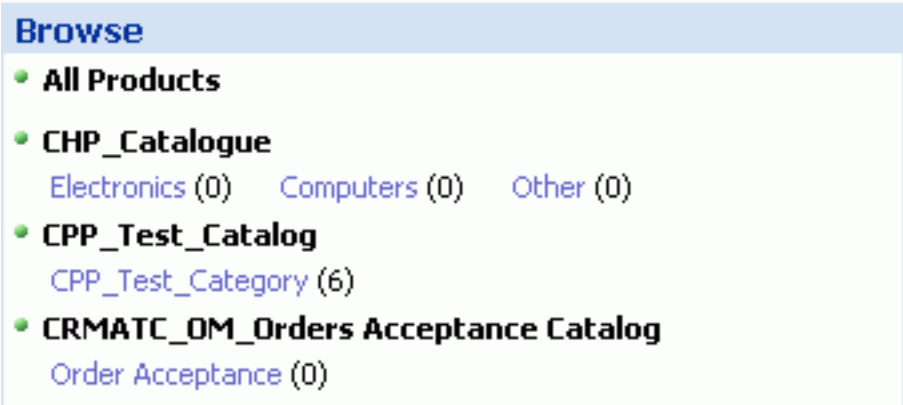 Browse
All Products
CHP_Catalogue
Electronics (0) Computers (0) Other (0)
CPP_Test_Catalog
CPP_Test_Category (6)
CRMATC_OM_Orders Acceptance Catalog
Order Acceptance (0)